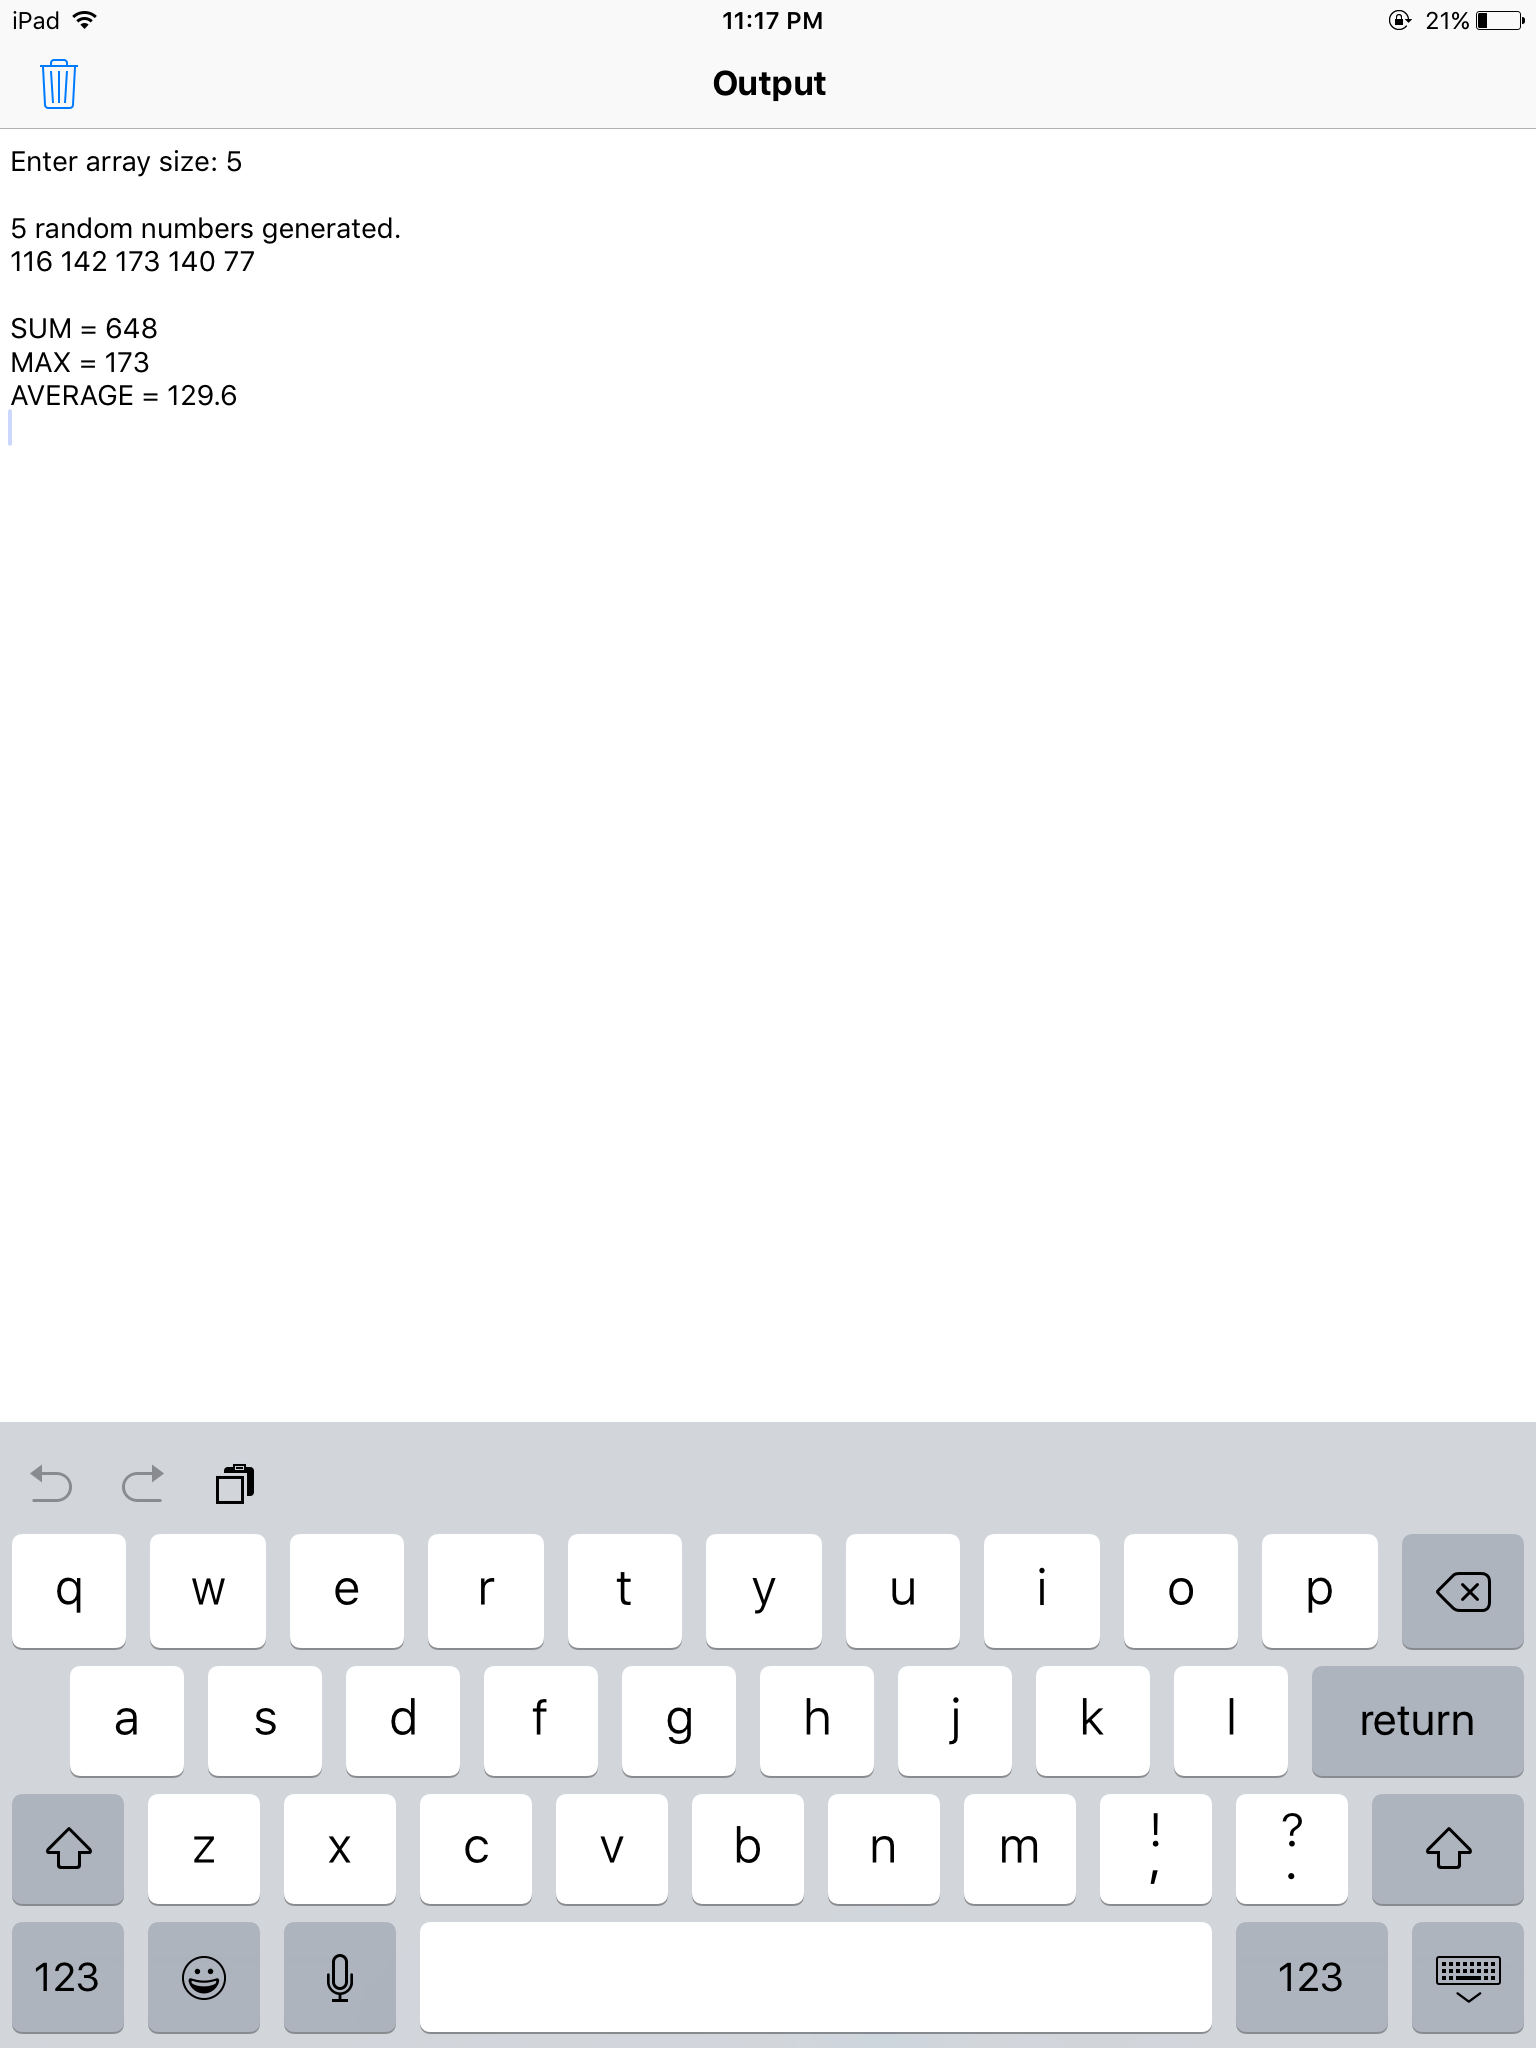 iPad 11:17 PM 21%
Output
Enter array size: 5
5 random numbers generated.
116 142 173 140 77
SUM = 648
MAX = 173
AVERAGE = 129.6
q w e r t y u i o p
a s d f g h j k l return
z x c v b n m ! , ? .
123 123